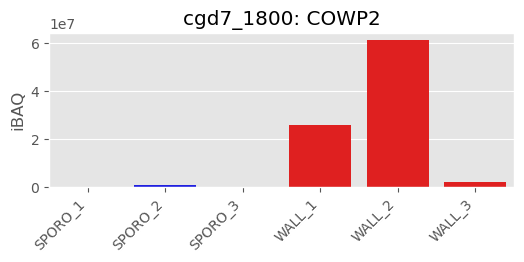 cgd7_1800: COWP2
1e7
iBAQ
6
4
2
0
SPORO_1
SPORO_2
SPORO_3
WALL_1
WALL_2
WALL_3